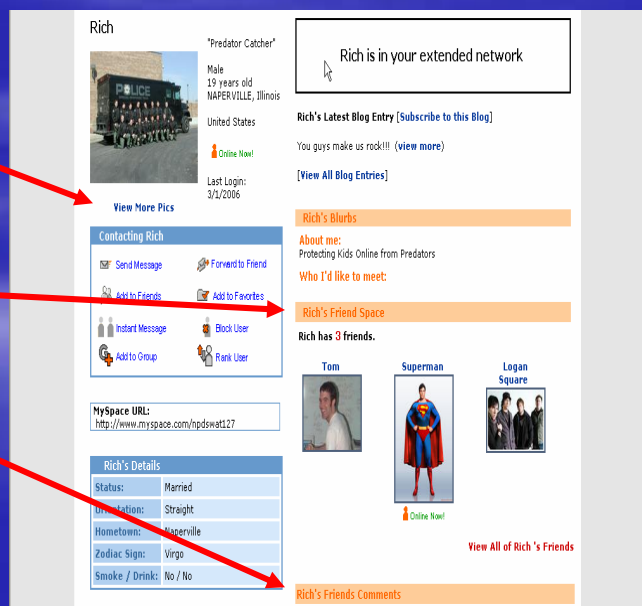 Rich
"Predator Catcher"
Male
19 years old
NAPERVILLE, Illinois
United States
Online Now!
Last Login:
3/1/2006
POLICE
View More Pics
Contacting Rich
Send Message
Forward to Friend
Add to Friends
Add to Favorites
Instant Message
Block User
Add to Group
Rank User
MySpace URL:
http://www.myspace.com/npdswat127
Rich's Details
Status: Married
Orientation: Straight
Hometown: Naperville
Zodiac Sign: Virgo
Smoke / Drink: No / No
Rich is in your extended network
Rich's Latest Blog Entry [Subscribe to this Blog]
You guys make us rock!!! (view more)
[View All Blog Entries]
Rich's Blurbs
About me:
Protecting Kids Online from Predators
Who I'd like to meet:
Rich's Friend Space
Rich has 3 friends.
Tom
Superman
Logan
Square
Online Now!
View All of Rich 's Friends
Rich's Friends Comments